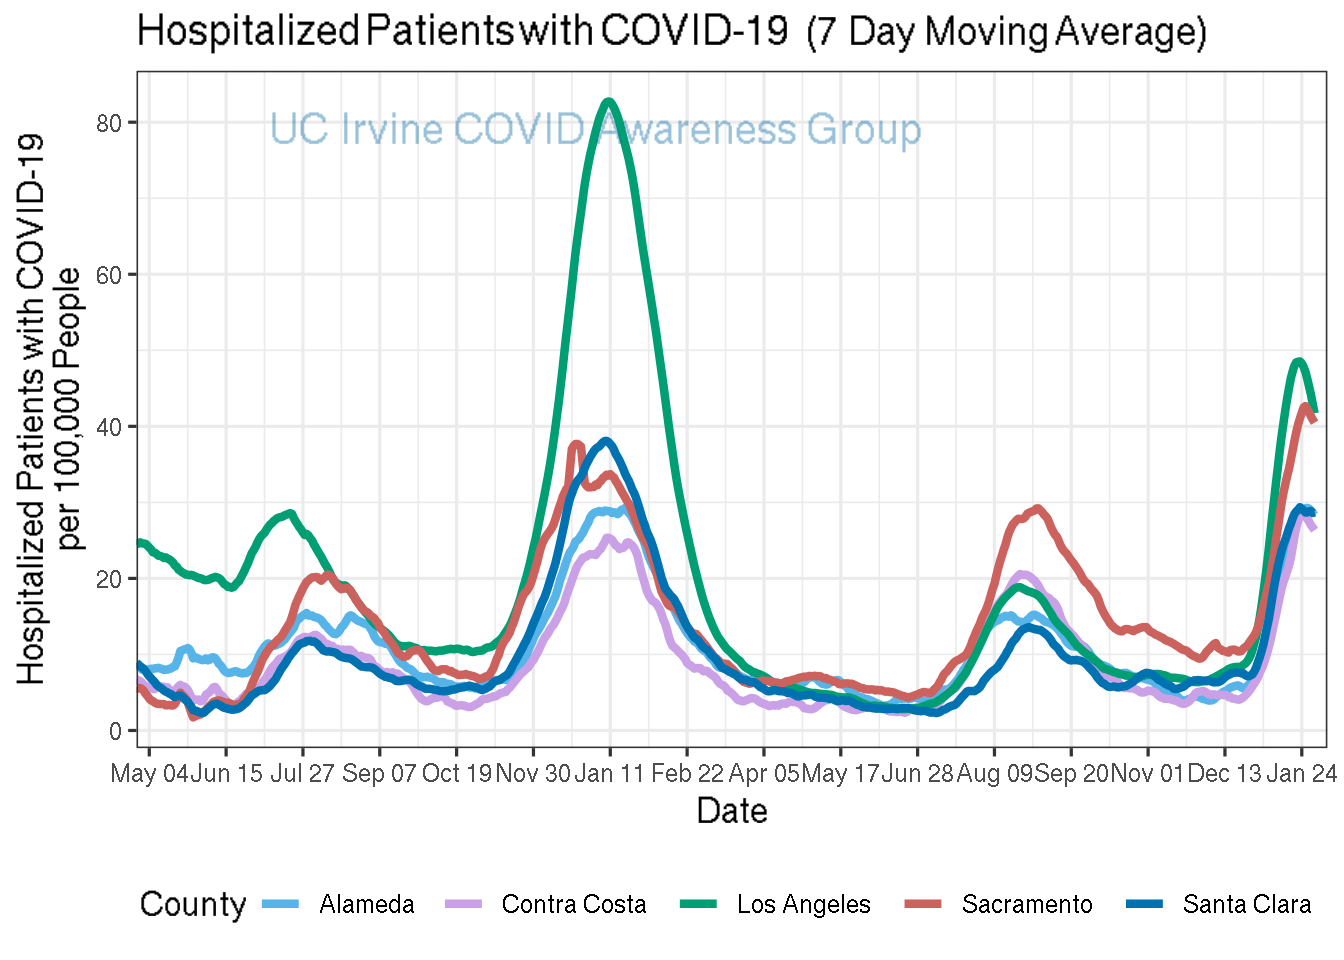 Hospitalized Patients with COVID-19 (7 Day Moving Average)
UC Irvine COVID Awareness Group
Hospitalized Patients with COVID-19
per 100,000 People
80
60
40
20
0
May 04 Jun 15 Jul 27 Sep 07 Oct 19 Nov 30 Jan 11 Feb 22 Apr 05 May 17 Jun 28 Aug 09 Sep 20 Nov 01 Dec 13 Jan 24
Date
County Alameda Contra Costa Los Angeles Sacramento Santa Clara